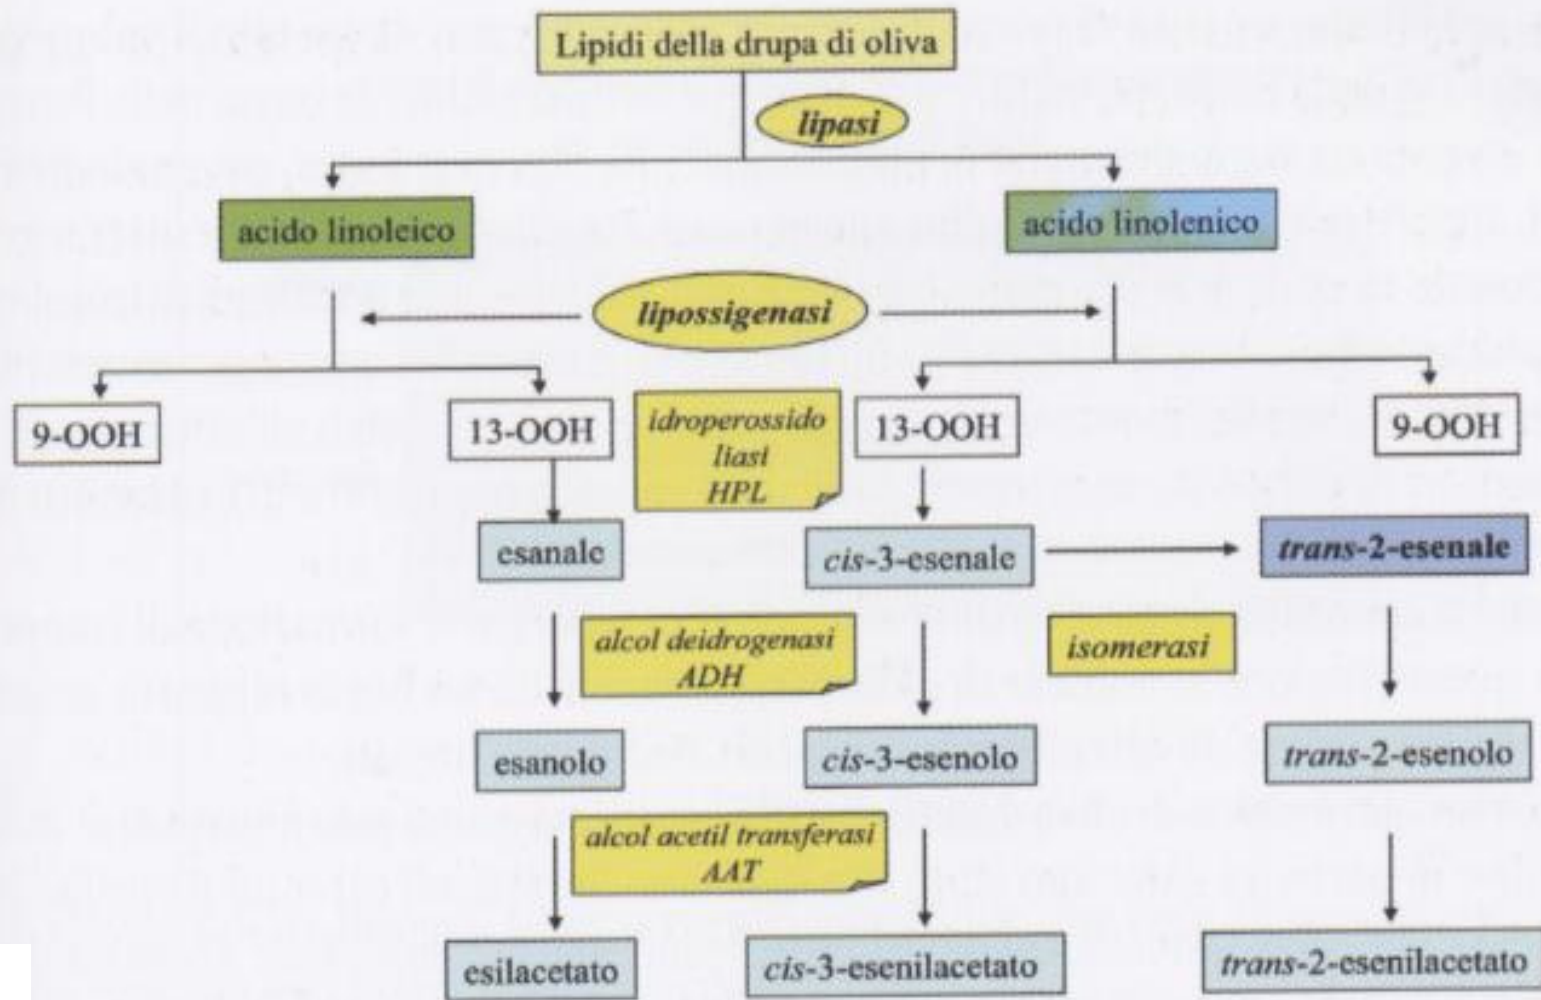 Lipidi della drupa di oliva
lipasi
acido linoleico
acido linolenico
lipossigenasi
9-OOH
13-OOH
idroperossido
liasi
HPL
13-OOH
9-OOH
esanale
cis-3-esenale
trans-2-esenale
alcol deidrogenasi
ADH
isomerasi
esanolo
cis-3-esenolo
trans-2-esenolo
alcol acetil transferasi
AAT
esilacetato
cis-3-esenilacetato
trans-2-esenilacetato